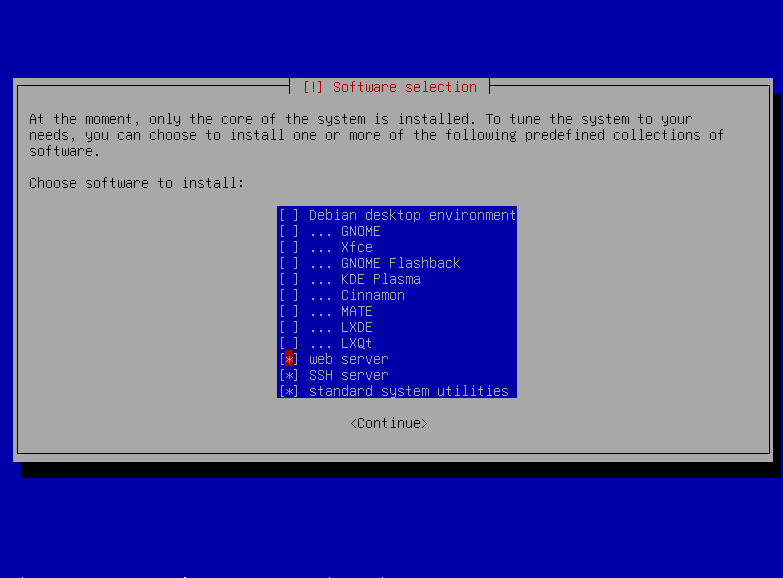 [!] Software selection
At the moment, only the core of the system is installed. To tune the system to your
needs, you can choose to install one or more of the following predefined collections of
software.
Choose software to install:
[ ] Debian desktop environment
[ ] ... GNOME
[ ] ... Xfce
[ ] ... GNOME Flashback
[ ] ... KDE Plasma
[ ] ... Cinnamon
[ ] ... MATE
[ ] ... LXDE
[ ] ... LXQt
[*] web server
[*] SSH server
[*] standard system utilities
<Continue>